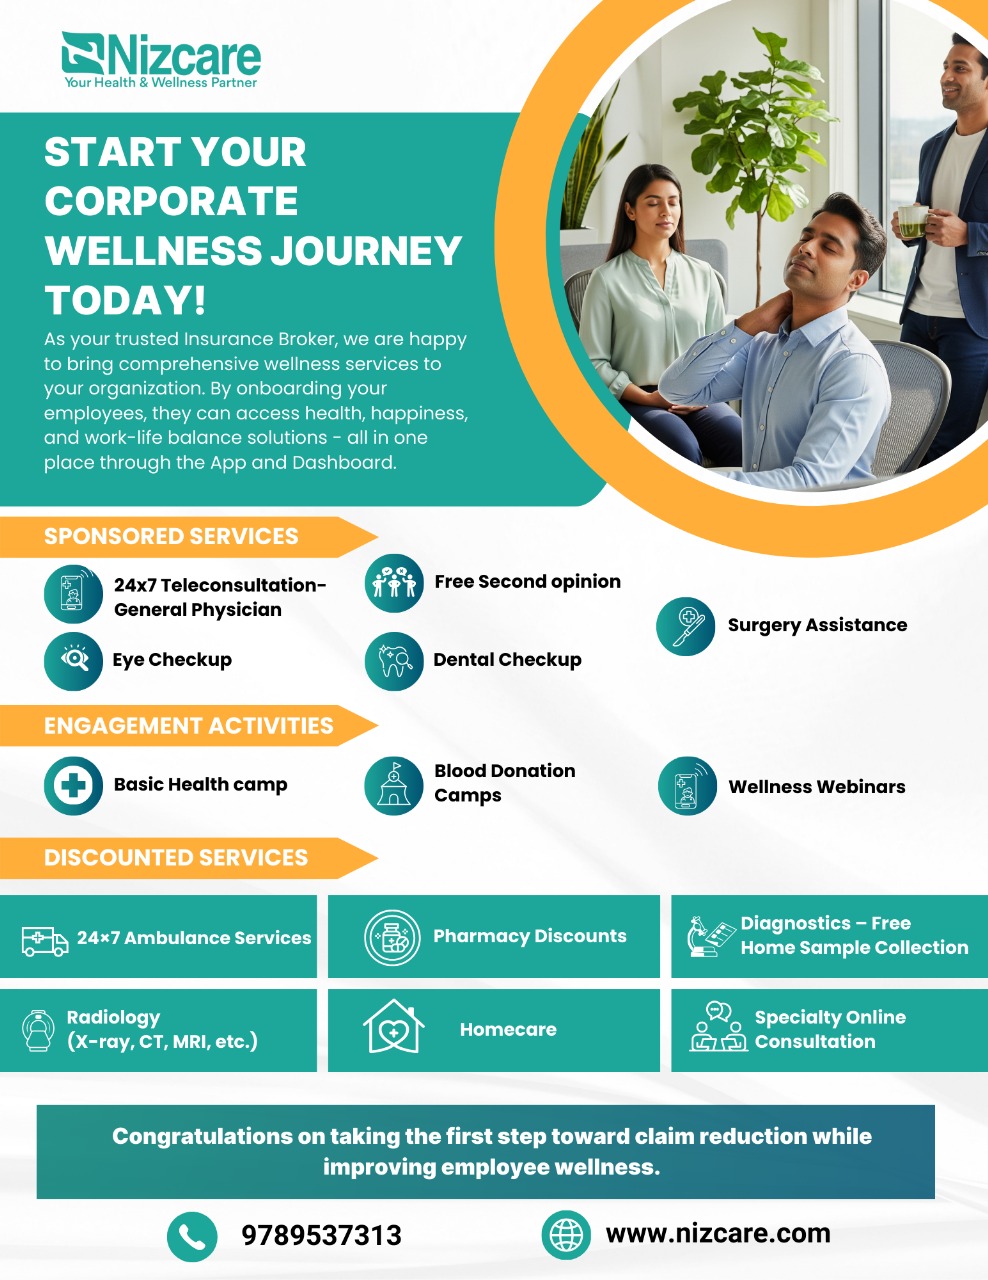 Nizcare
Your Health & Wellness Partner
START YOUR
CORPORATE
WELLNESS JOURNEY
TODAY!
As your trusted Insurance Broker, we are happy
to bring comprehensive wellness services to
your organization. By onboarding your
employees, they can access health, happiness,
and work-life balance solutions - all in one
place through the App and Dashboard.
SPONSORED SERVICES
24x7 Teleconsultation-
General Physician
Free Second opinion
Surgery Assistance
Eye Checkup
Dental Checkup
ENGAGEMENT ACTIVITIES
Basic Health camp
Blood Donation
Camps
Wellness Webinars
DISCOUNTED SERVICES
24×7 Ambulance Services
Pharmacy Discounts
Diagnostics – Free
Home Sample Collection
Radiology
(X-ray, CT, MRI, etc.)
Homecare
Specialty Online
Consultation
Congratulations on taking the first step toward claim reduction while
improving employee wellness.
9789537313
www.nizcare.com